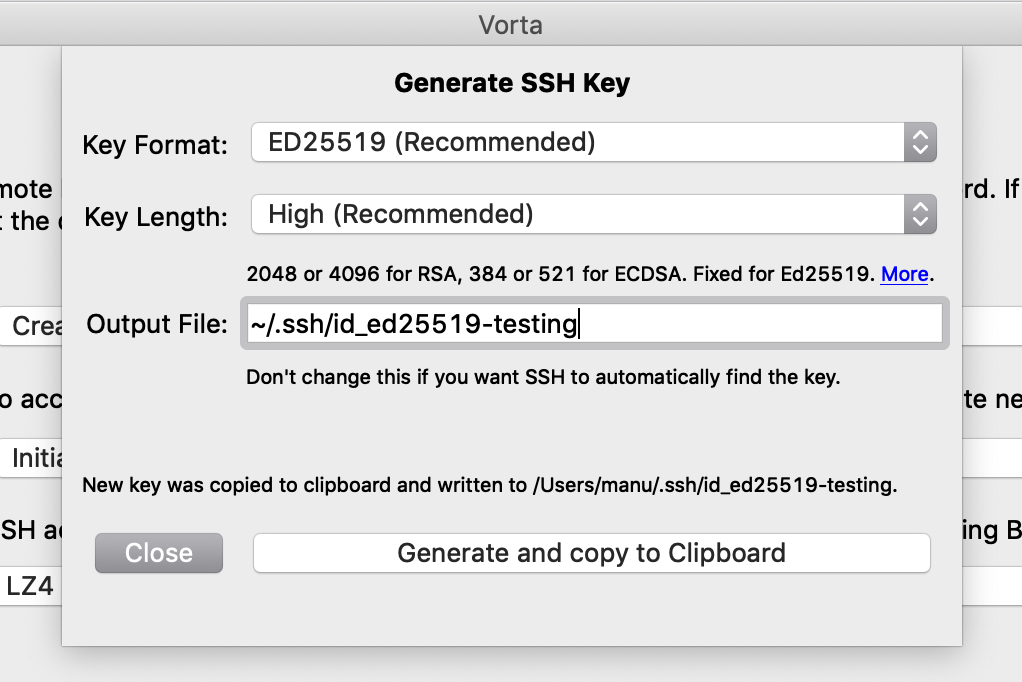 Vorta
Generate SSH Key
Key Format: ED25519 (Recommended)
mote rd. If
Key Length: High (Recommended)
the
2048 or 4096 for RSA, 384 or 521 for ECDSA. Fixed for Ed25519. More.
Output File: ~/.ssh/id_ed25519-testing
Crea
Don't change this if you want SSH to automatically find the key.
o acc te ne
Initia
New key was copied to clipboard and written to /Users/manu/.ssh/id_ed25519-testing.
SSH a ing B
Close Generate and copy to Clipboard
LZ4